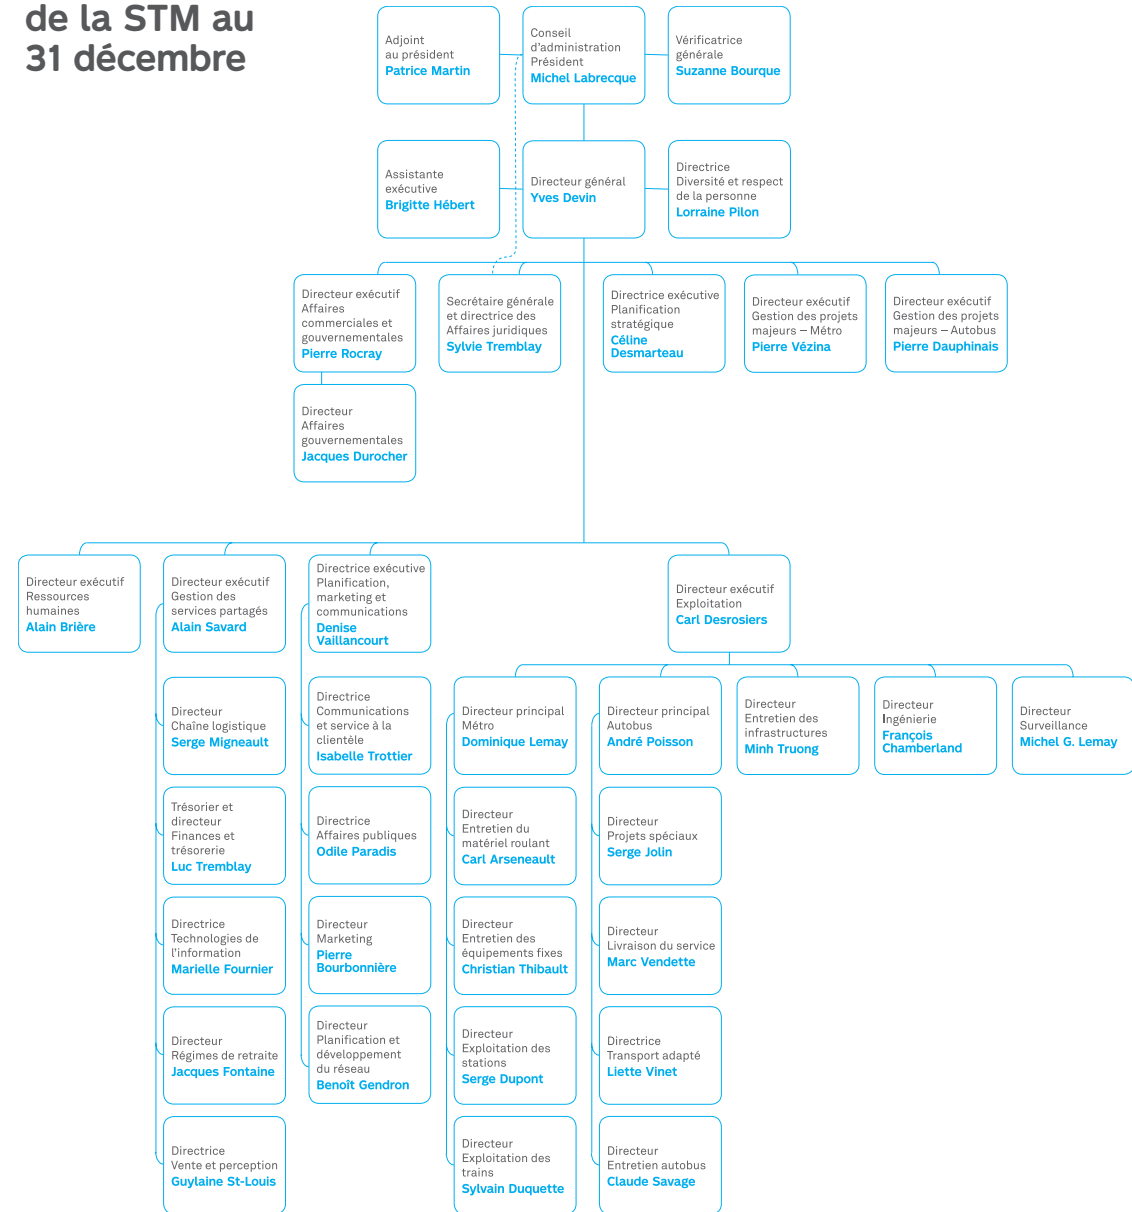 de la STM au
31 décembre
Adjoint
au président
Patrice Martin
Conseil
d'administration
Président
Michel Labrecque
Vérificatrice
générale
Suzanne Bourque
Assistante
exécutive
Brigitte Hébert
Directeur général
Yves Devin
Directrice
Diversité et respect
de la personne
Lorraine Pilon
Directeur exécutif
Affaires
commerciales et
gouvernementales
Pierre Rocray
Secrétaire générale
et directrice des
Affaires juridiques
Sylvie Tremblay
Directrice exécutive
Planification
stratégique
Céline
Desmarteau
Directeur exécutif
Gestion des projets
majeurs – Métro
Pierre Vézina
Directeur exécutif
Gestion des projets
majeurs – Autobus
Pierre Dauphinais
Directeur
Affaires
gouvernementales
Jacques Durocher
Directeur exécutif
Ressources
humaines
Alain Brière
Directeur exécutif
Gestion des
services partagés
Alain Savard
Directrice exécutive
Planification,
marketing et
communications
Denise
Vaillancourt
Directeur exécutif
Exploitation
Carl Desrosiers
Directeur
Chaîne logistique
Serge Migneault
Directrice
Communications
et service à la
clientèle
Isabelle Trottier
Directeur principal
Métro
Dominique Lemay
Directeur principal
Autobus
André Poisson
Directeur
Entretien des
infrastructures
Minh Truong
Directeur
Ingénierie
François
Chamberland
Directeur
Surveillance
Michel G. Lemay
Trésorier et
directeur
Finances et
trésorerie
Luc Tremblay
Directrice
Affaires publiques
Odile Paradis
Directeur
Entretien du
matériel roulant
Carl Arseneault
Directeur
Projets spéciaux
Serge Jolin
Directrice
Technologies de
l'information
Marielle Fournier
Directeur
Marketing
Pierre
Bourbonnière
Directeur
Entretien des
équipements fixes
Christian Thibault
Directeur
Livraison du service
Marc Vendette
Directeur
Régimes de retraite
Jacques Fontaine
Directeur
Planification et
développement
du réseau
Benoît Gendron
Directeur
Exploitation des
stations
Serge Dupont
Directrice
Transport adapté
Liette Vinet
Directrice
Vente et perception
Guylaine St-Louis
Directeur
Exploitation des
trains
Sylvain Duquette
Directeur
Entretien autobus
Claude Savage